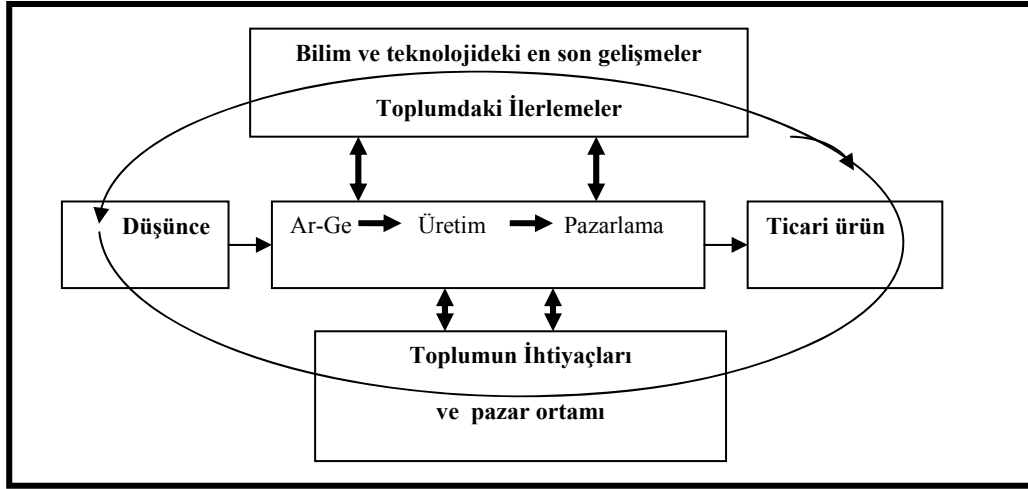 Bilim ve teknolojideki en son gelişmeler
Toplumdaki İlerlemeler
Düşünce
Ar-Ge Üretim Pazarlama
Ticari ürün
Toplumun İhtiyaçları
ve pazar ortamı